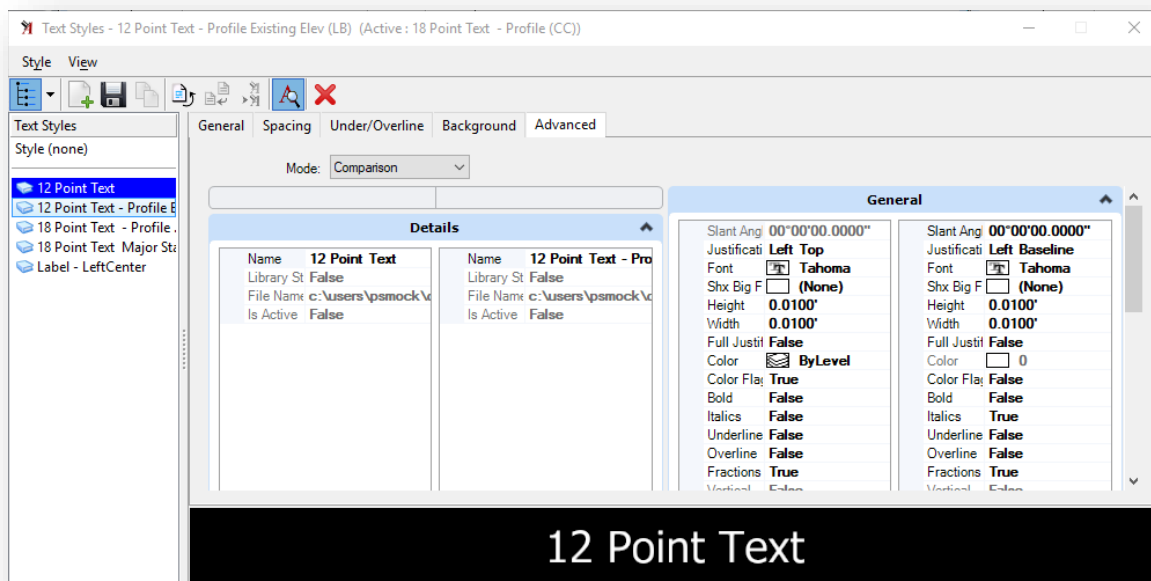 Text Styles - 12 Point Text - Profile Existing Elev (LB)  (Active : 18 Point Text  - Profile (CC))
Style View
Text Styles
Style (none)
12 Point Text
12 Point Text - Profile E
18 Point Text  - Profile .
18 Point Text  Major Sta
Label - LeftCenter
General Spacing Under/Overline Background Advanced
Mode: Comparison
Details
Name 12 Point Text
Library St False
File Name c:\users\psmock\
Is Active False
Name 12 Point Text - Pro
Library St False
File Name c:\users\psmock\
Is Active False
General
Slant Angl 00°00'00.0000"
Justificati Left Top
Font Tahoma
Shx Big F (None)
Height 0.0100'
Width 0.0100'
Full Justif False
Color ByLevel
Color Flag True
Bold False
Italics False
Underline False
Overline False
Fractions True
Vertical False
Slant Angl 00°00'00.0000"
Justificati Left Baseline
Font Tahoma
Shx Big F (None)
Height 0.0100'
Width 0.0100'
Full Justif False
Color 0
Color Flag False
Bold False
Italics True
Underline False
Overline False
Fractions True
Vertical False
12 Point Text